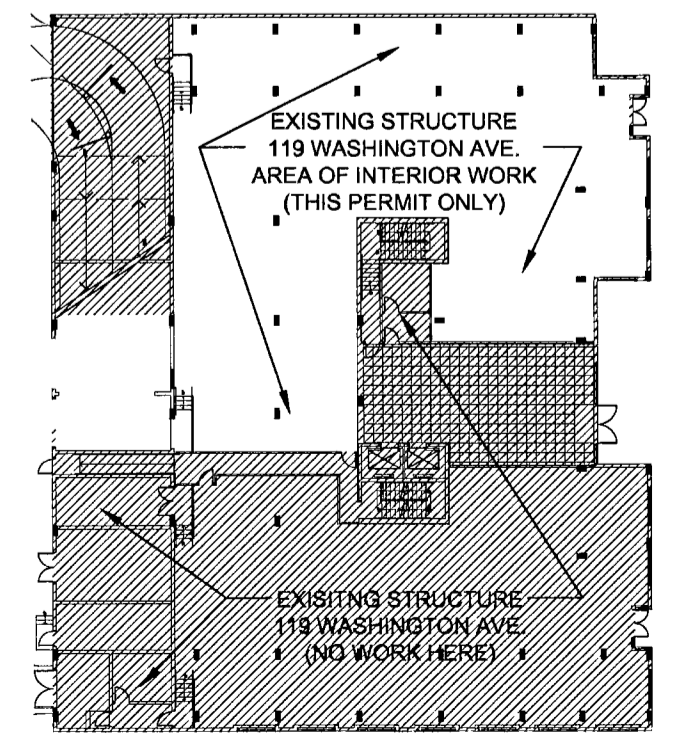 EXISTING STRUCTURE
119 WASHINGTON AVE.
AREA OF INTERIOR WORK
(THIS PERMIT ONLY)
EXISITNG STRUCTURE
119 WASHINGTON AVE.
(NO WORK HERE)